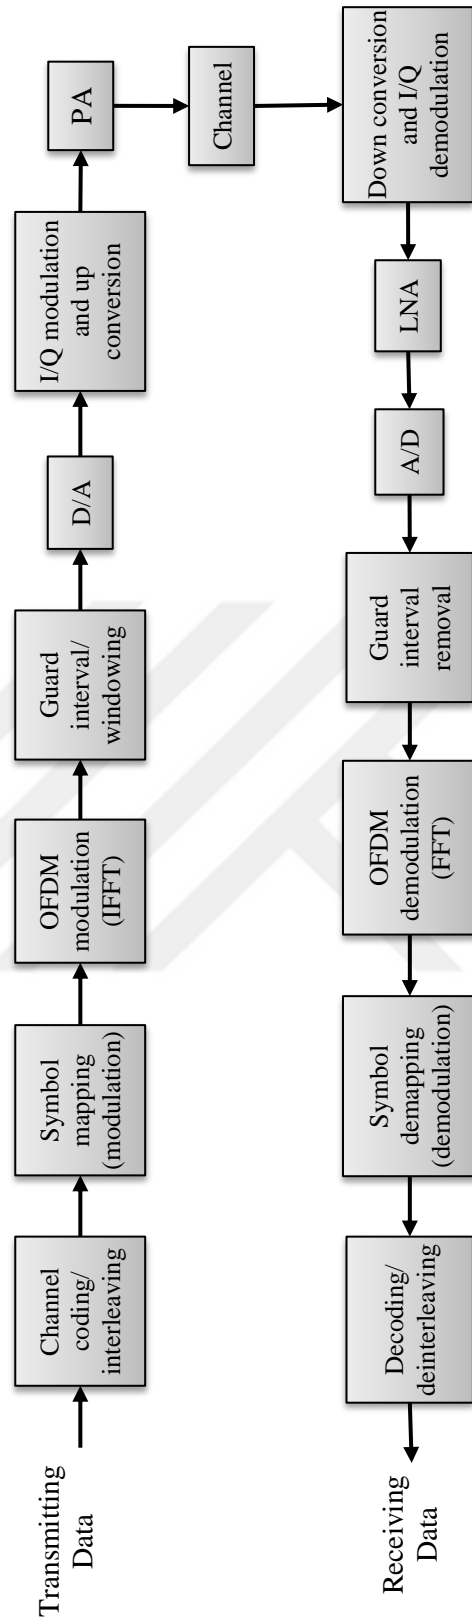 Transmitting
Data
Channel
coding/
interleaving
Symbol
mapping
(modulation)
OFDM
modulation
(IFFT)
Guard
interval/
windowing
D/A
I/Q modulation
and up
conversion
PA
Channel
Down conversion
and I/Q
demodulation
LNA
A/D
Guard
interval
removal
OFDM
demodulation
(FFT)
Symbol
demapping
(demodulation)
Decoding/
deinterleaving
Receiving
Data